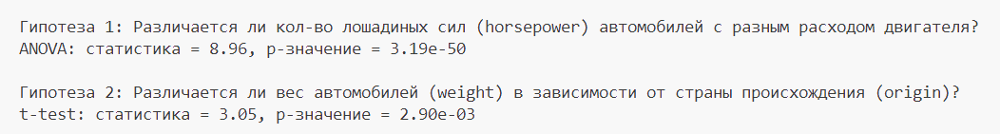 Гипотеза 1: Различается ли кол-во лошадиных сил (horsepower) автомобилей с разным расходом двигателя?
ANOVA: статистика = 8.96, p-значение = 3.19e-50
Гипотеза 2: Различается ли вес автомобилей (weight) в зависимости от страны происхождения (origin)?
t-test: статистика = 3.05, p-значение = 2.90e-03